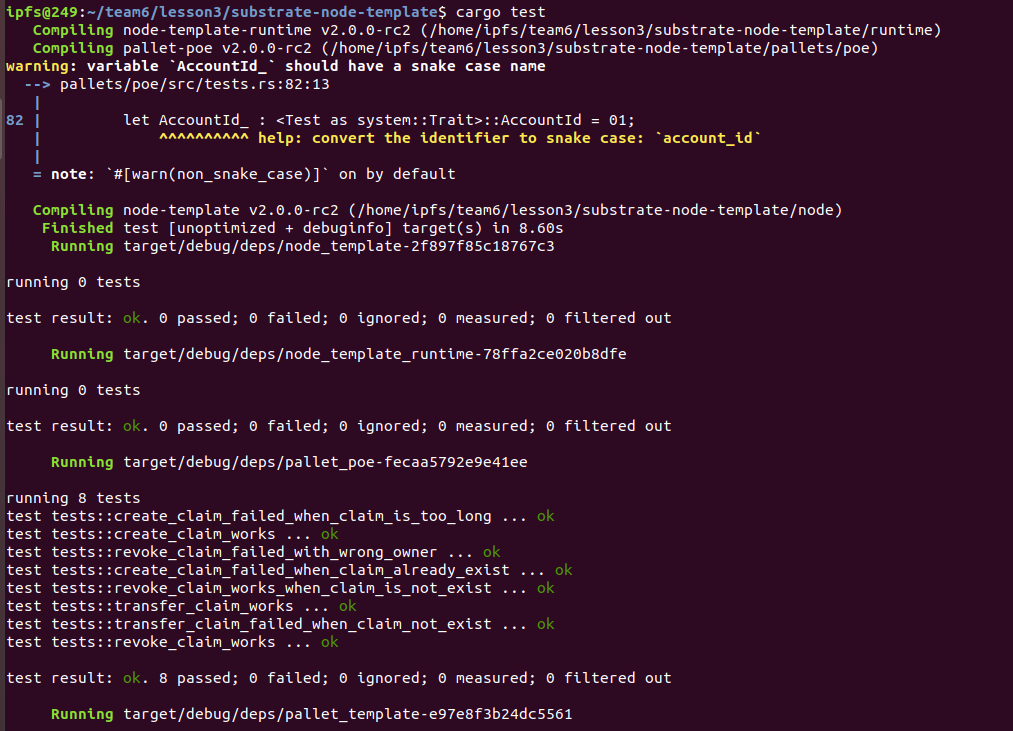 ipfs@249:~/team6/lesson3/substrate-node-template$ cargo test
   Compiling node-template-runtime v2.0.0-rc2 (/home/ipfs/team6/lesson3/substrate-node-template/runtime)
   Compiling pallet-poe v2.0.0-rc2 (/home/ipfs/team6/lesson3/substrate-node-template/pallets/poe)
warning: variable `AccountId_` should have a snake case name
  --> pallets/poe/src/tests.rs:82:13
   |
82 |         let AccountId_ : <Test as system::Trait>::AccountId = 01;
   |             ^^^^^^^^^^ help: convert the identifier to snake case: `account_id`
   |
   = note: `#[warn(non_snake_case)]` on by default

   Compiling node-template v2.0.0-rc2 (/home/ipfs/team6/lesson3/substrate-node-template/node)
    Finished test [unoptimized + debuginfo] target(s) in 8.60s
     Running target/debug/deps/node_template-2f897f85c18767c3

running 0 tests

test result: ok. 0 passed; 0 failed; 0 ignored; 0 measured; 0 filtered out

     Running target/debug/deps/node_template_runtime-78ffa2ce020b8dfe

running 0 tests

test result: ok. 0 passed; 0 failed; 0 ignored; 0 measured; 0 filtered out

     Running target/debug/deps/pallet_poe-fecaa5792e9e41ee

running 8 tests
test tests::create_claim_failed_when_claim_is_too_long ... ok
test tests::create_claim_works ... ok
test tests::revoke_claim_failed_with_wrong_owner ... ok
test tests::create_claim_failed_when_claim_already_exist ... ok
test tests::revoke_claim_works_when_claim_is_not_exist ... ok
test tests::transfer_claim_works ... ok
test tests::transfer_claim_failed_when_claim_not_exist ... ok
test tests::revoke_claim_works ... ok

test result: ok. 8 passed; 0 failed; 0 ignored; 0 measured; 0 filtered out

     Running target/debug/deps/pallet_template-e97e8f3b24dc5561